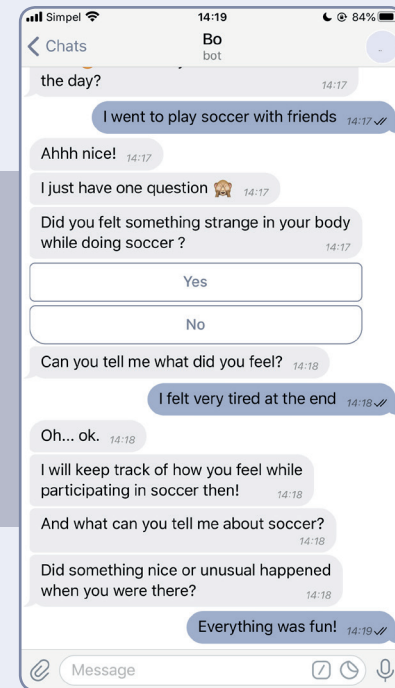 Simpel 14:19 84%
Chats Bo
bot
the day? 14:17
I went to play soccer with friends 14:17
Ahhh nice! 14:17
I just have one question 🙈 14:17
Did you felt something strange in your body
while doing soccer ? 14:17
Yes
No
Can you tell me what did you feel? 14:18
I felt very tired at the end 14:18
Oh... ok. 14:18
I will keep track of how you feel while
participating in soccer then! 14:18
And what can you tell me about soccer?
14:18
Did something nice or unusual happened
when you were there? 14:18
Everything was fun! 14:19
Message